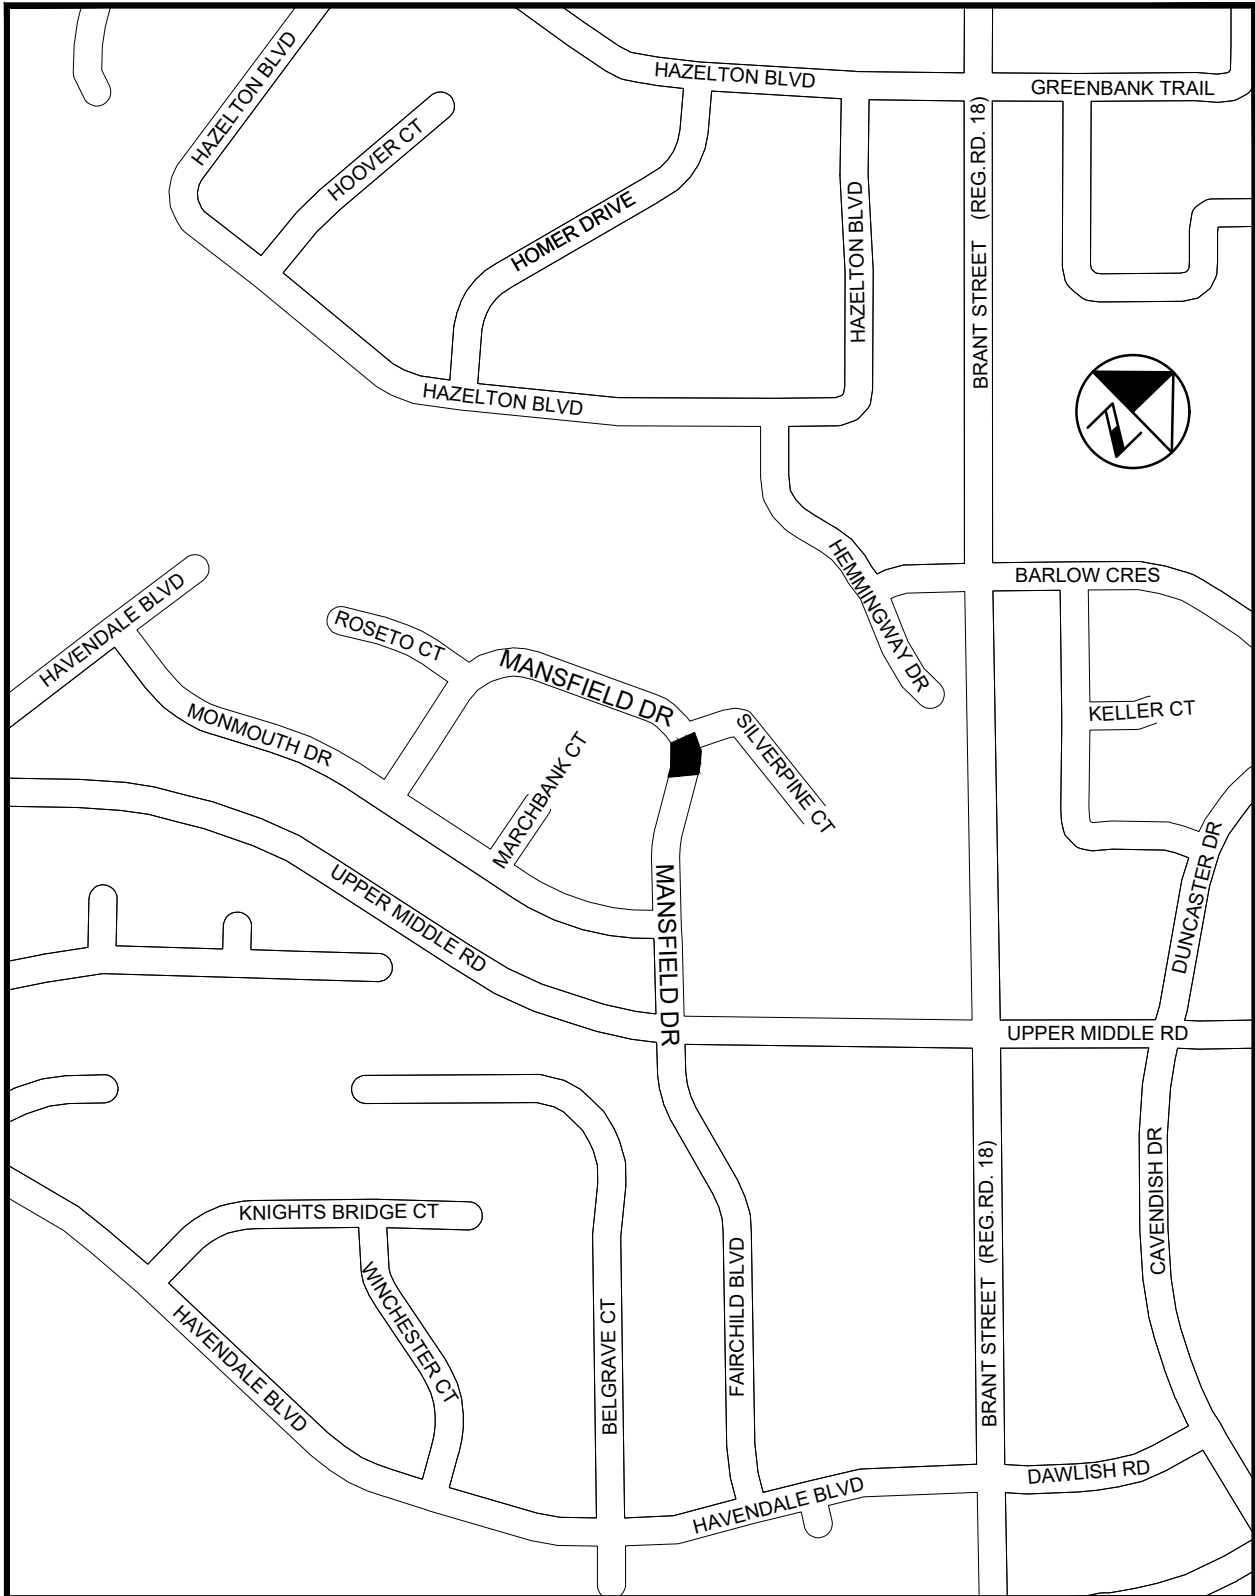 HAZELTON BLVD
HAZELTON BLVD
GREENBANK TRAIL
HOOVER CT
HOMER DRIVE
HAZELTON BLVD
BRANT STREET (REG.RD. 18)
HAZELTON BLVD
N
HEMMINGWAY DR
BARLOW CRES
HAVENDALE BLVD
ROSETO CT
MANSFIELD DR
MONMOUTH DR
MARCHBANK CT
SILVERPINE CT
KELLER CT
UPPER MIDDLE RD
MANSFIELD DR
DUNCASTER DR
UPPER MIDDLE RD
KNIGHTS BRIDGE CT
WINCHESTER CT
HAVENDALE BLVD
BELGRAVE CT
FAIRCHILD BLVD
BRANT STREET (REG.RD. 18)
CAVENDISH DR
HAVENDALE BLVD
DAWLISH RD